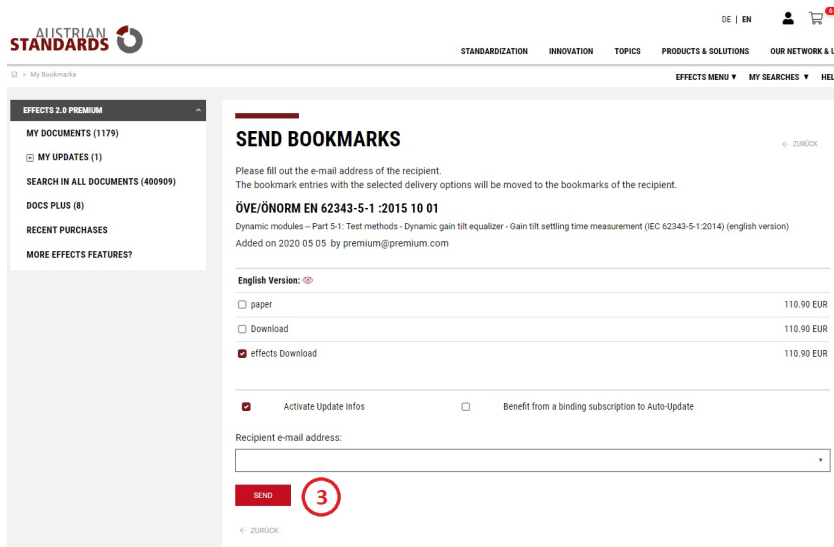 DE | EN
5
AUSTRIAN
STANDARDS
STANDARDIZATION INNOVATION TOPICS PRODUCTS & SOLUTIONS OUR NETWORK & U
> My Bookmarks
EFFECTS MENU ▼ MY SEARCHES ▼ HEL
EFFECTS 2.0 PREMIUM
MY DOCUMENTS (1179)
MY UPDATES (1)
SEARCH IN ALL DOCUMENTS (400909)
DOCS PLUS (8)
RECENT PURCHASES
MORE EFFECTS FEATURES?
SEND BOOKMARKS
← ZURÜCK
Please fill out the e-mail address of the recipient.
The bookmark entries with the selected delivery options will be moved to the bookmarks of the recipient.
ÖVE/ÖNORM EN 62343-5-1 :2015 10 01
Dynamic modules -- Part 5-1: Test methods - Dynamic gain tilt equalizer - Gain tilt settling time measurement (IEC 62343-5-1:2014) (english version)
Added on 2020 05 05 by premium@premium.com
English Version:
paper 110.90 EUR
Download 110.90 EUR
effects Download 110.90 EUR
Activate Update Infos Benefit from a binding subscription to Auto-Update
Recipient e-mail address:
SEND 3
← ZURÜCK